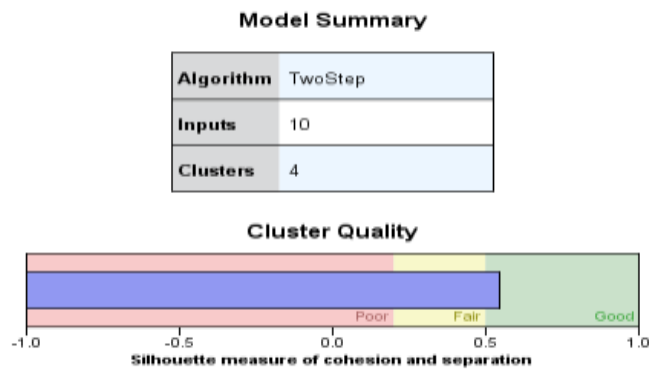 Model Summary
Algorithm TwoStep
Inputs 10
Clusters 4
Cluster Quality
Poor Fair Good
-1.0 -0.5 0.0 0.5 1.0
Silhouette measure of cohesion and separation